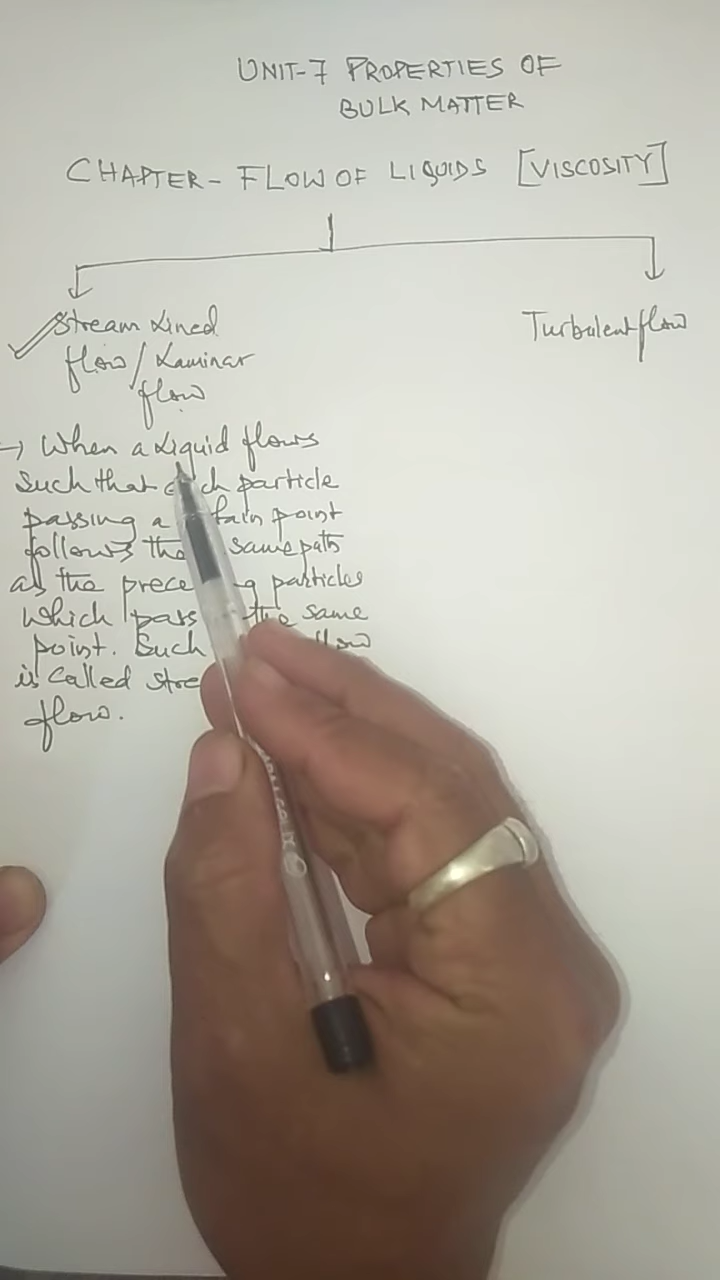 UNIT-7 PROPERTIES OF
BULK MATTER
CHAPTER- FLOW OF LIQUIDS [VISCOSITY]
Stream Lined
flow/Laminar
flow
Turbulent flow
→ When a Liquid flows
Such that particle
passing a point
follows the same path
as the particles
which the same
point. Such
is called
flow.